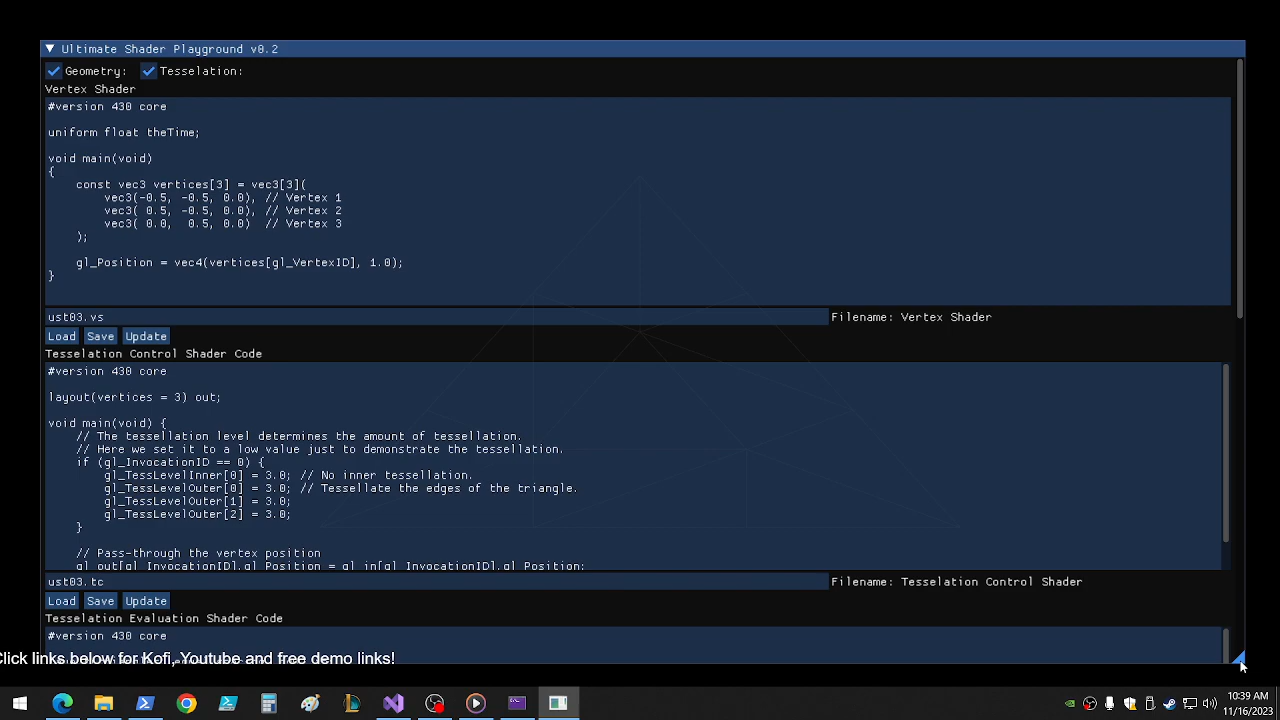 Ultimate Shader Playground v0.2
Geometry: Tesselation:
Vertex Shader
#version 430 core
uniform float theTime;
void main(void)
{
const vec3 vertices[3] = vec3[3](
vec3(-0.5, -0.5, 0.0), // Vertex 1
vec3( 0.5, -0.5, 0.0), // Vertex 2
vec3( 0.0, 0.5, 0.0) // Vertex 3
);
gl_Position = vec4(vertices[gl_VertexID], 1.0);
}
ust03.vs Filename: Vertex Shader
Load Save Update
Tesselation Control Shader Code
#version 430 core
layout(vertices = 3) out;
void main(void) {
// The tessellation level determines the amount of tessellation.
// Here we set it to a low value just to demonstrate the tessellation.
if (gl_InvocationID == 0) {
gl_TessLevelInner[0] = 3.0; // No inner tessellation.
gl_TessLevelOuter[0] = 3.0; // Tessellate the edges of the triangle.
gl_TessLevelOuter[1] = 3.0;
gl_TessLevelOuter[2] = 3.0;
}
// Pass-through the vertex position
gl_out[gl_InvocationID].gl_Position = gl_in[gl_InvocationID].gl_Position;
ust03.tc Filename: Tesselation Control Shader
Load Save Update
Tesselation Evaluation Shader Code
#version 430 core
Click links below for Kofi, Youtube and free demo links!
10:39 AM
11/16/2023